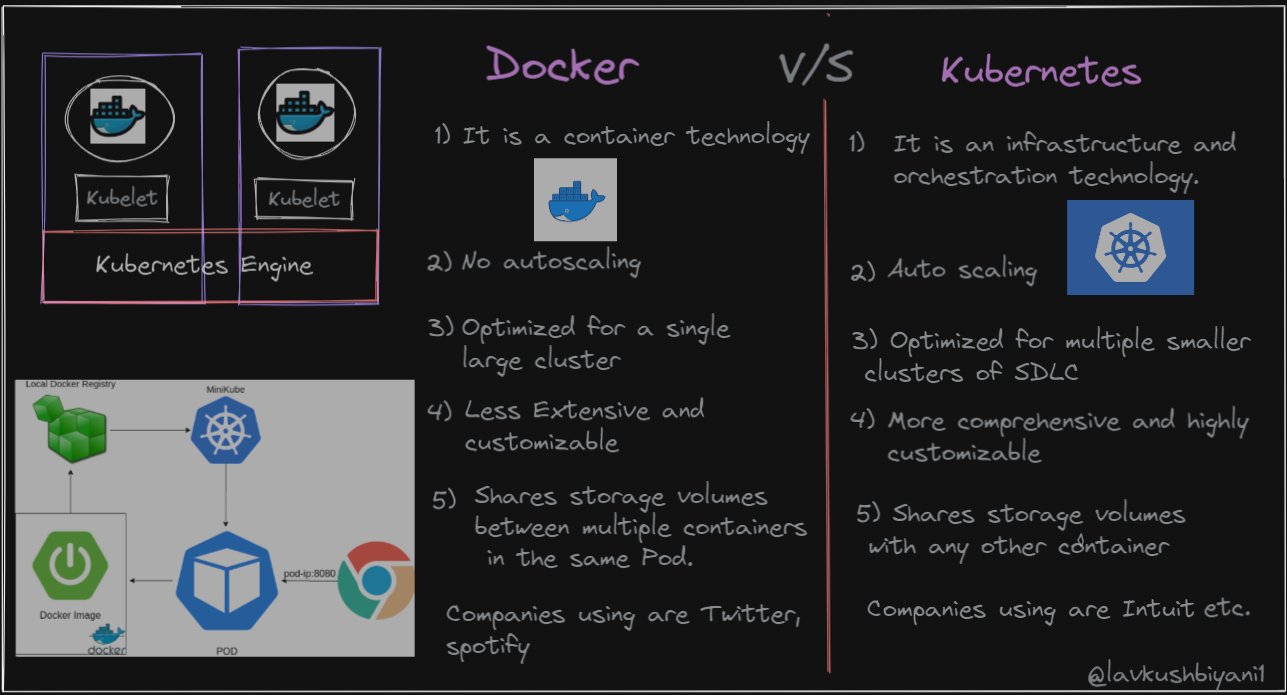 Docker V/S Kubernetes
Kubelet
Kubelet
Kubernetes Engine
Local Docker Registry
MiniKube
pod-ip:8080
Docker Image
docker
POD
1) It is a container technology
2) No autoscaling
3) Optimized for a single
large cluster
4) Less Extensive and
customizable
5) Shares storage volumes
between multiple containers
in the same Pod.
Companies using are Twitter,
spotify
1) It is an infrastructure and
orchestration technology.
2) Auto scaling
3) Optimized for multiple smaller
clusters of SDLC
4) More comprehensive and highly
customizable
5) Shares storage volumes
with any other container
Companies using are Intuit etc.
@lavkushbiyani1